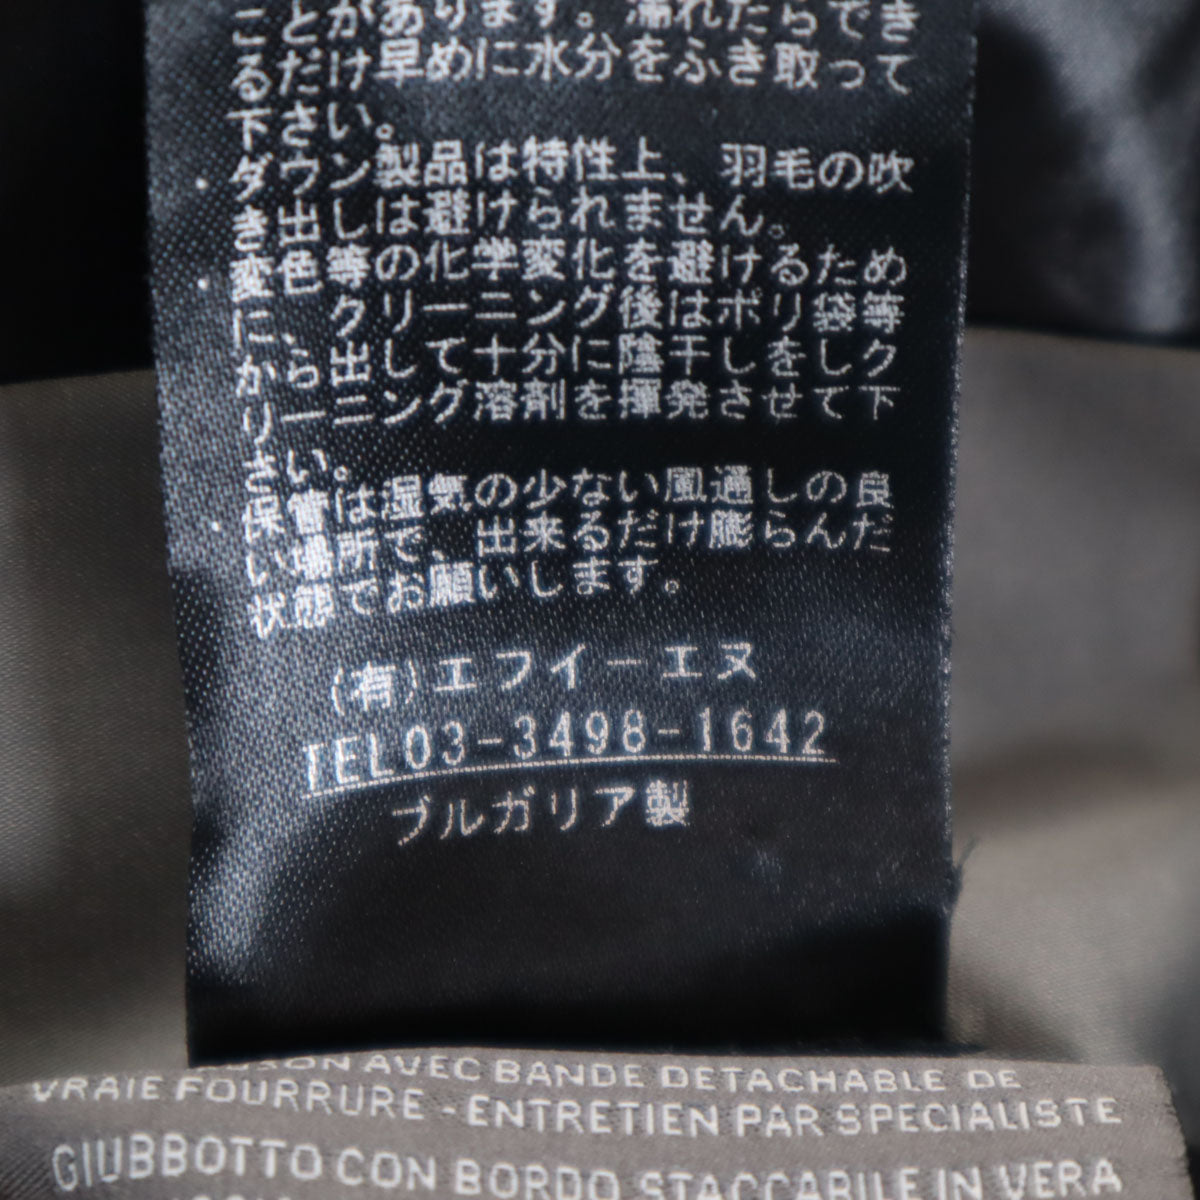 ことがあります。濡れたらでき
るだけ早めに水分をふき取って
下さい。
・ダウン製品は特性上、羽毛の吹
き出しは避けられません。
・変色等の化学変化を避けるため
に、クリーニング後はポリ袋等
から出して十分に陰干しをしク
リーニング溶剤を揮発させて下
さい。
・保管は湿気の少ない風通しの良
い場所で、出来るだけ膨らんだ
状態でお願いします。
(有)エフイーエヌ
TEL03-3498-1642
ブルガリア製
AVEC BANDE DETACHABLE DE
VRAIE FOURRURE - ENTRETIEN PAR SPECIALISTE
GIUBBOTTO CON BORDO STACCABILE IN VERA